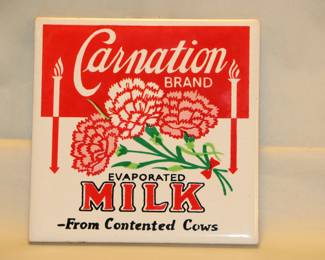 Carnation
BRAND
EVAPORATED
MILK
-From Contented Cows